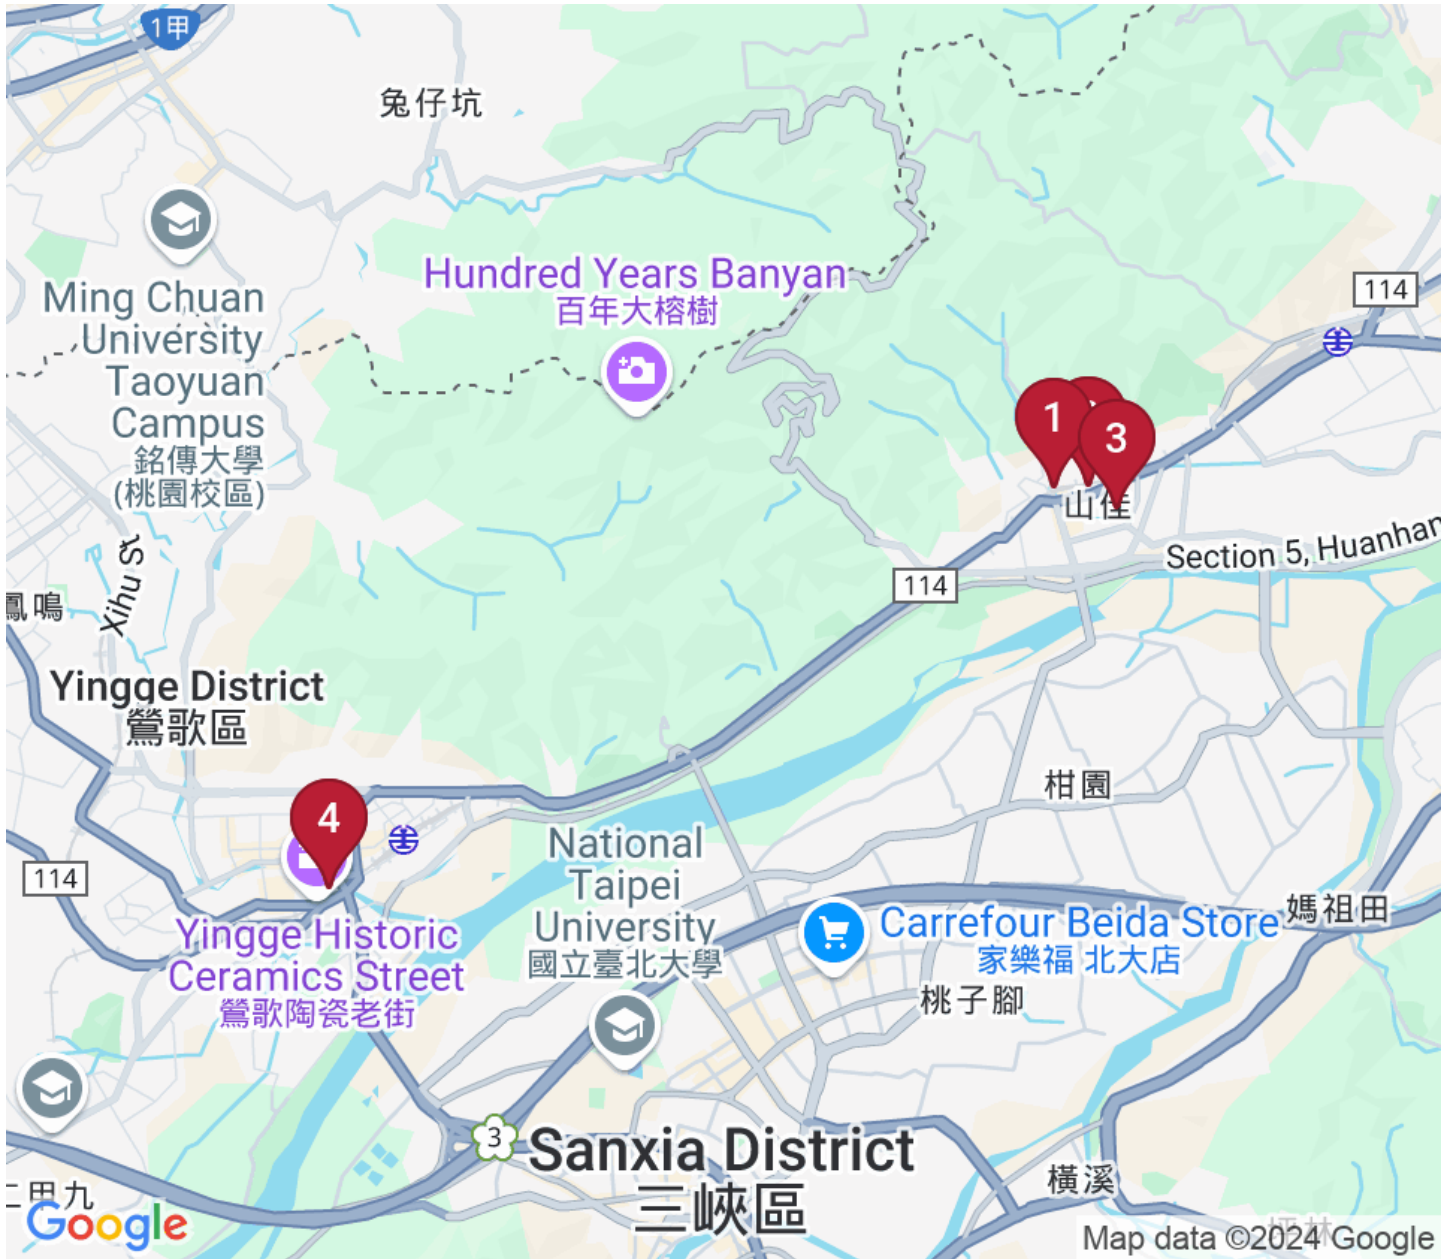 1甲
兔仔坑
Hundred Years Banyan
百年大榕樹
Ming Chuan
University
Taoyuan
Campus
銘傳大學
(桃園校區)
114
1
3
山佳
Section 5, Huanhan
114
Xihu St
鳳鳴
Yingge District
鶯歌區
柑園
4
National
Taipei
University
國立臺北大學
114
Carrefour Beida Store
家樂福 北大店
媽祖田
Yingge Historic
Ceramics Street
鶯歌陶瓷老街
桃子腳
3
Sanxia District
三峽區
橫溪
二甲九
Google
Map data ©2024 Google